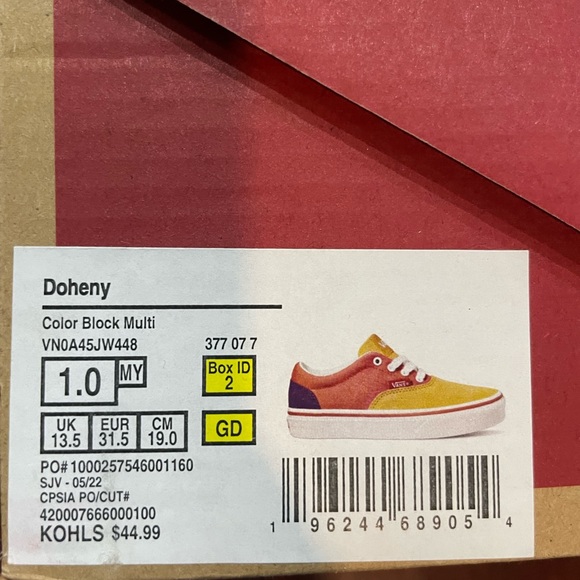 Doheny
Color Block Multi
VN0A45JW448 377 07 7
1.0 MY
Box ID
2
UK EUR CM
13.5 31.5 19.0
GD
VANS
PO# 1000257546001160
SJV - 05/22
CPSIA PO/CUT#
420007666000100
KOHLS $44.99
1 96244 68905 4